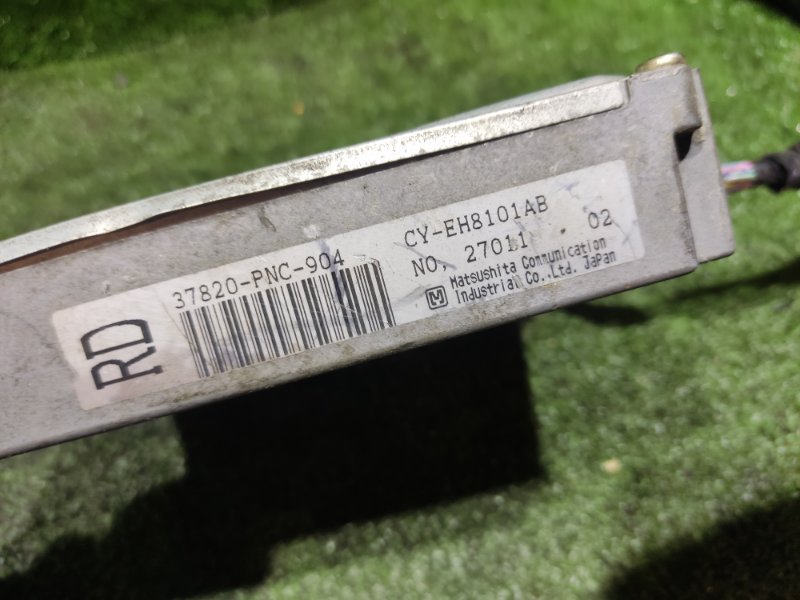 RD
37820-PNC-904
CY-EH8101AB
NO. 27011 02
Matsushita Communication
Industrial Co.,Ltd. Japan